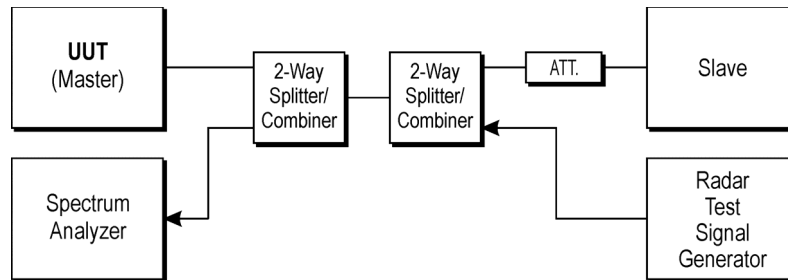 UUT
(Master)
2-Way
Splitter/
Combiner
2-Way
Splitter/
Combiner
ATT.
Slave
Spectrum
Analyzer
Radar
Test
Signal
Generator